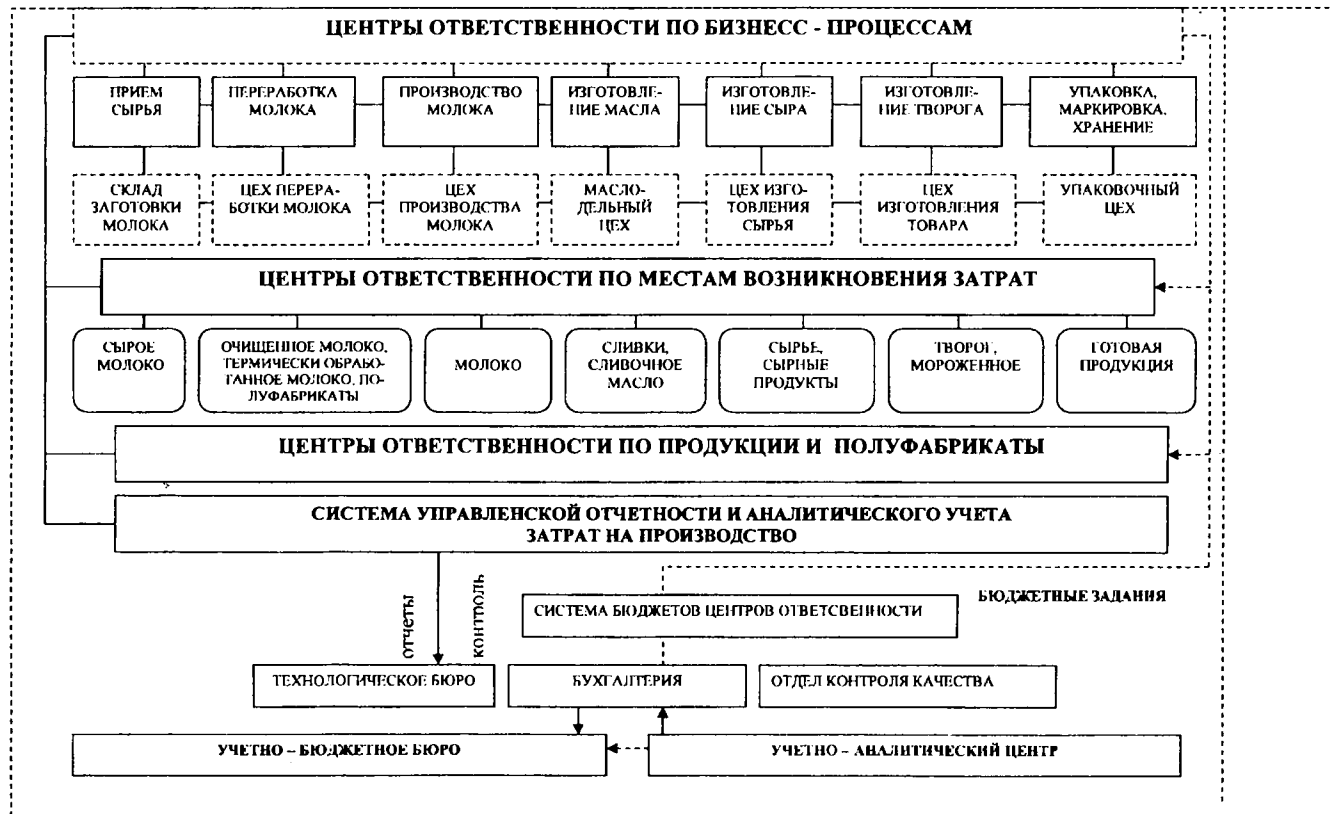 ЦЕНТРЫ ОТВЕТСТВЕННОСТИ ПО БИЗНЕСС - ПРОЦЕССАМ
ПРИЕМ
СЫРЬЯ
ПЕРЕРАБОТКА
МОЛОКА
ПРОИЗВОДСТВО
МОЛОКА
ИЗГОТОВЛЕ-
НИЕ МАСЛА
ИЗГОТОВЛЕ-
НИЕ СЫРА
ИЗГОТОВЛЕ-
НИЕ ТВОРОГА
УПАКОВКА,
МАРКИРОВКА,
ХРАНЕНИЕ
СКЛАД
ЗАГОТОВКИ
МОЛОКА
ЦЕХ ПЕРЕРА-
БОТКИ МОЛОКА
ЦЕХ
ПРОИЗВОДСТВА
МОЛОКА
МАСЛО-
ДЕЛЬНЫЙ
ЦЕХ
ЦЕХ ИЗГО-
ТОВЛЕНИЯ
СЫРЬЯ
ЦЕХ
ИЗГОТОВЛЕНИЯ
ТОВАРА
УПАКОВОЧНЫЙ
ЦЕХ
ЦЕНТРЫ ОТВЕТСТВЕННОСТИ ПО МЕСТАМ ВОЗНИКНОВЕНИЯ ЗАТРАТ
СЫРОЕ
МОЛОКО
ОЧИЩЕННОЕ МОЛОКО,
ТЕРМИЧЕСКИ ОБРАБО-
ТАННОЕ МОЛОКО, ПО-
ЛУФАБРИКАТЫ
МОЛОКО
СЛИВКИ,
СЛИВОЧНОЕ
МАСЛО
СЫРЬЕ,
СЫРНЫЕ
ПРОДУКТЫ
ТВОРОГ,
МОРОЖЕННОЕ
ГОТОВАЯ
ПРОДУКЦИЯ
ЦЕНТРЫ ОТВЕТСТВЕННОСТИ ПО ПРОДУКЦИИ И ПОЛУФАБРИКАТЫ
СИСТЕМА УПРАВЛЕНСКОЙ ОТЧЕТНОСТИ И АНАЛИТИЧЕСКОГО УЧЕТА
ЗАТРАТ НА ПРОИЗВОДСТВО
отчеты
контроль
БЮДЖЕТНЫЕ ЗАДАНИЯ
СИСТЕМА БЮДЖЕТОВ ЦЕНТРОВ ОТВЕТСВЕННОСТИ
ТЕХНОЛОГИЧЕСКОЕ БЮРО
БУХГАЛТЕРИЯ
ОТДЕЛ КОНТРОЛЯ КАЧЕСТВА
УЧЕТНО – БЮДЖЕТНОЕ БЮРО
УЧЕТНО – АНАЛИТИЧЕСКИЙ ЦЕНТР